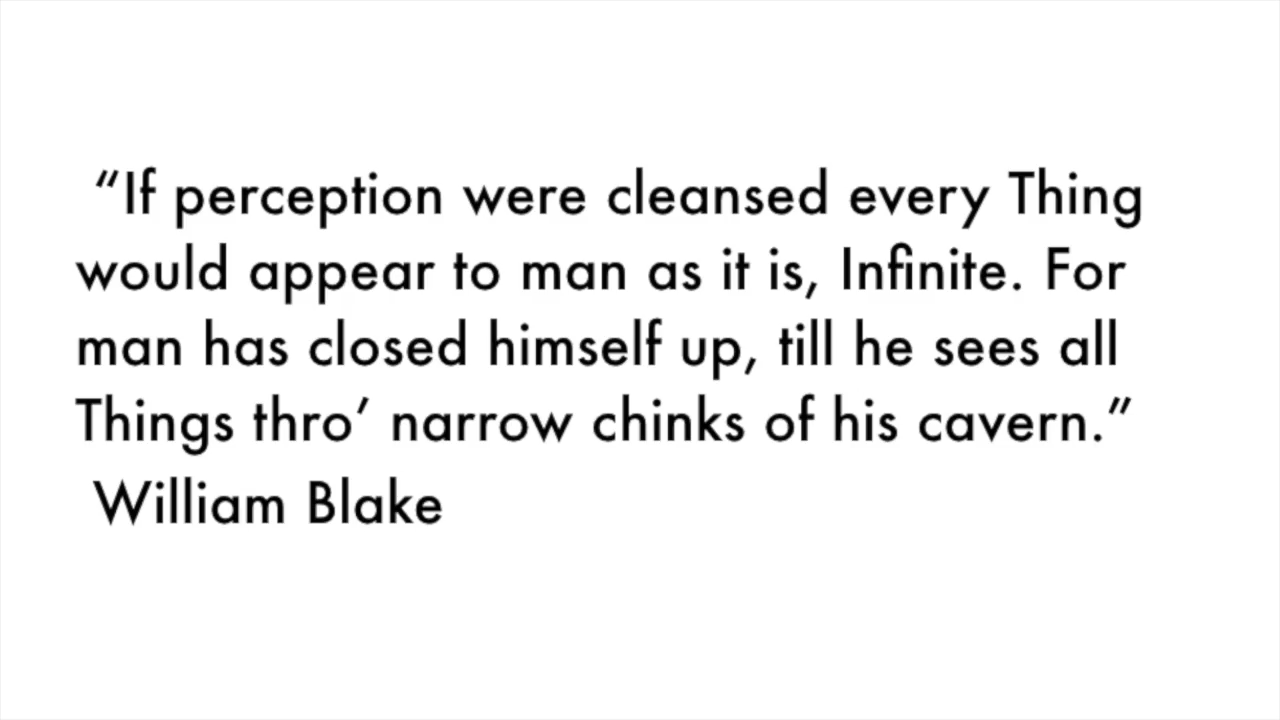 “If perception were cleansed every Thing
would appear to man as it is, Infinite. For
man has closed himself up, till he sees all
Things thro’ narrow chinks of his cavern.”
William Blake